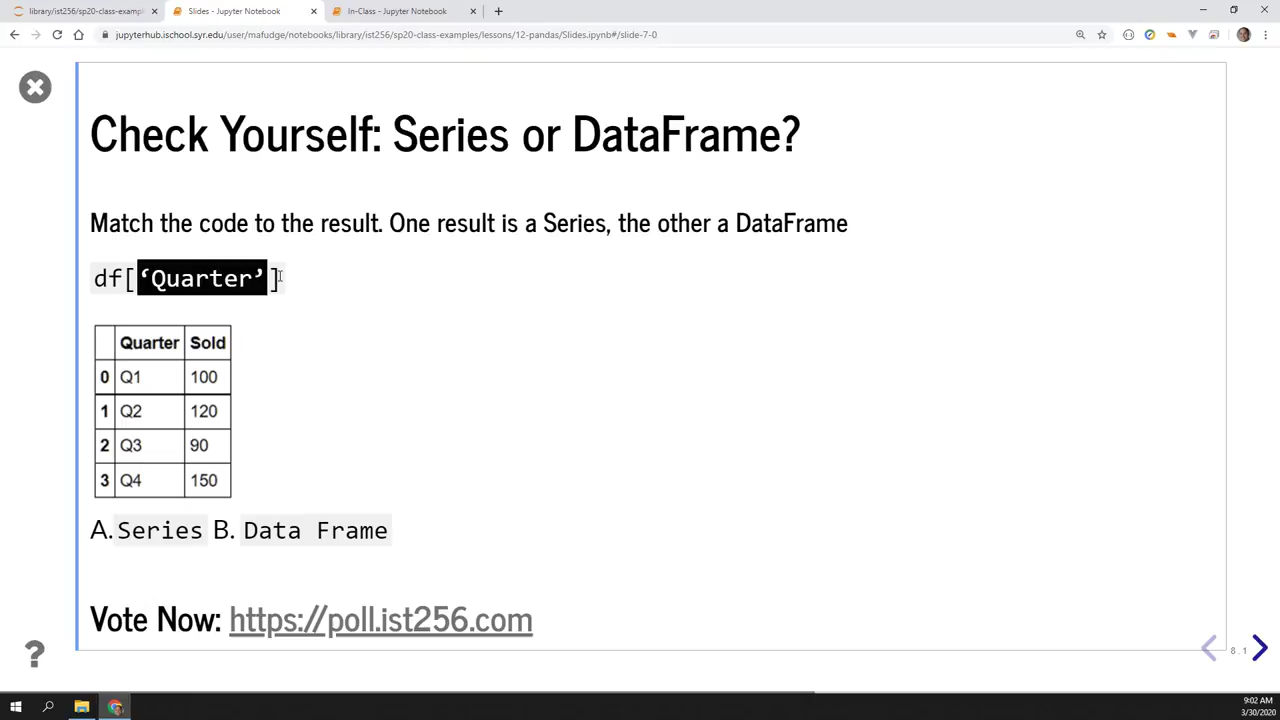 library/ist256/sp20-class-exampl
Slides - Jupyter Notebook
In-Class - Jupyter Notebook
jupyterhub.ischool.syr.edu/user/mafudge/notebooks/library/ist256/sp20-class-examples/lessons/12-pandas/Slides.ipynb#/slide-7-0
Check Yourself: Series or DataFrame?
Match the code to the result. One result is a Series, the other a DataFrame
df[‘Quarter’]
Quarter Sold
0 Q1 100
1 Q2 120
2 Q3 90
3 Q4 150
A. Series B. Data Frame
Vote Now: https://poll.ist256.com
?
8.1
9:02 AM
3/30/2020